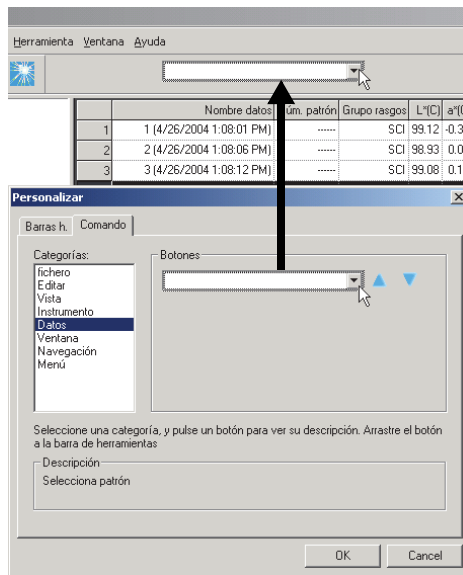 Herramienta Ventana Ayuda
Nombre datos Núm. patrón Grupo rasgos L*(C)
1 1 (4/26/2004 1:08:01 PM) ------ SCI 99.12 -0.3
2 2 (4/26/2004 1:08:06 PM) ------ SCI 98.93 0.0
3 3 (4/26/2004 1:08:12 PM) ------ SCI 99.08 0.1
Personalizar
Barras h. Comando
Categorías:
fichero
Editar
Vista
Instrumento
Datos
Ventana
Navegación
Menú
Botones
Seleccione una categoría, y pulse un botón para ver su descripción. Arrastre el botón
a la barra de herramientas
Descripción
Selecciona patrón
OK Cancel